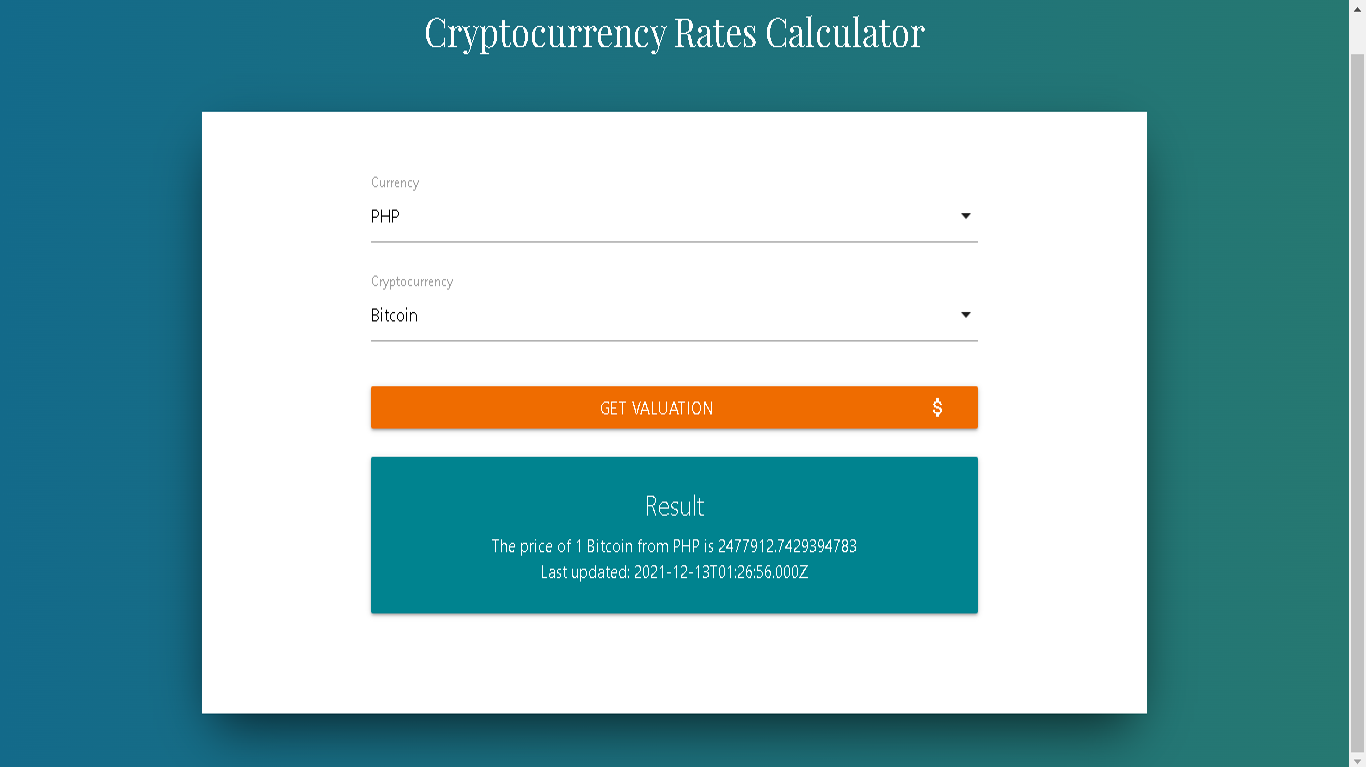 Cryptocurrency Rates Calculator
Currency
PHP
Cryptocurrency
Bitcoin
GET VALUATION $
Result
The price of 1 Bitcoin from PHP is 2477912.7429394783
Last updated: 2021-12-13T01:26:56.000Z